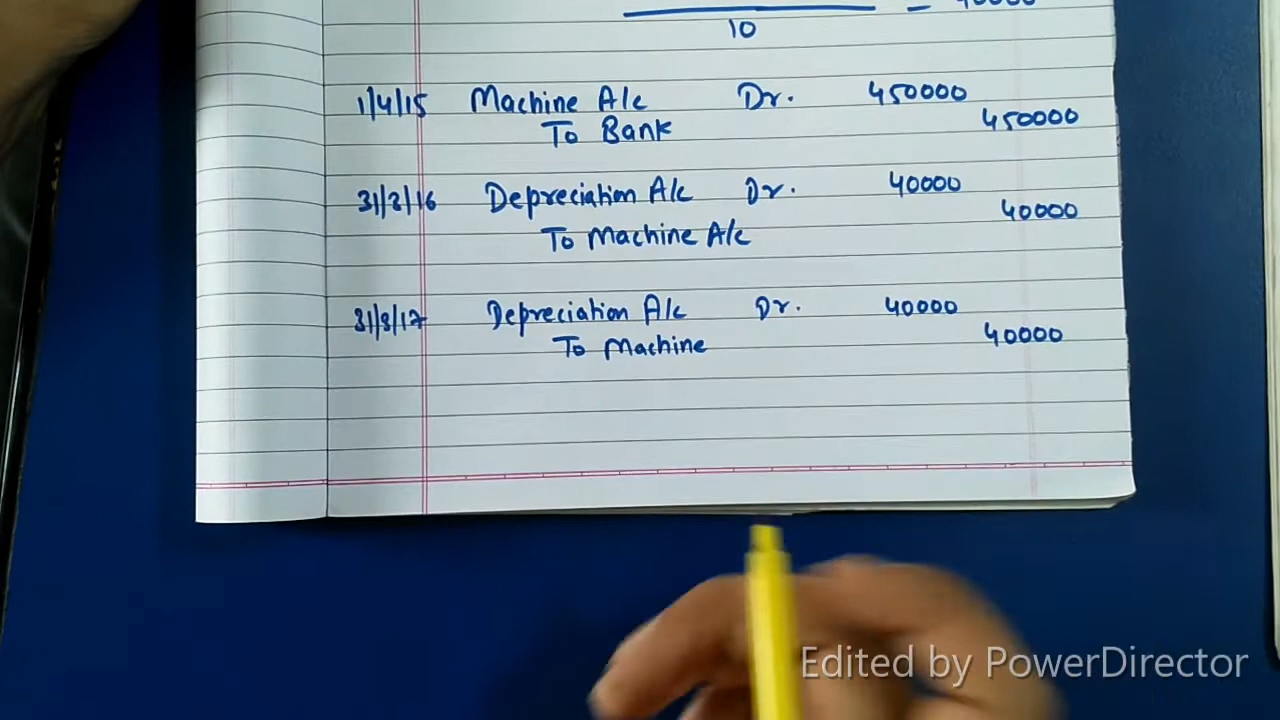 10
1/4/15 Machine A/c Dr. 450000
To Bank 450000
31/3/16 Depreciation A/c Dr. 40000
To Machine A/c 40000
31/3/17 Depreciation A/c Dr. 40000
To Machine 40000
Edited by PowerDirector